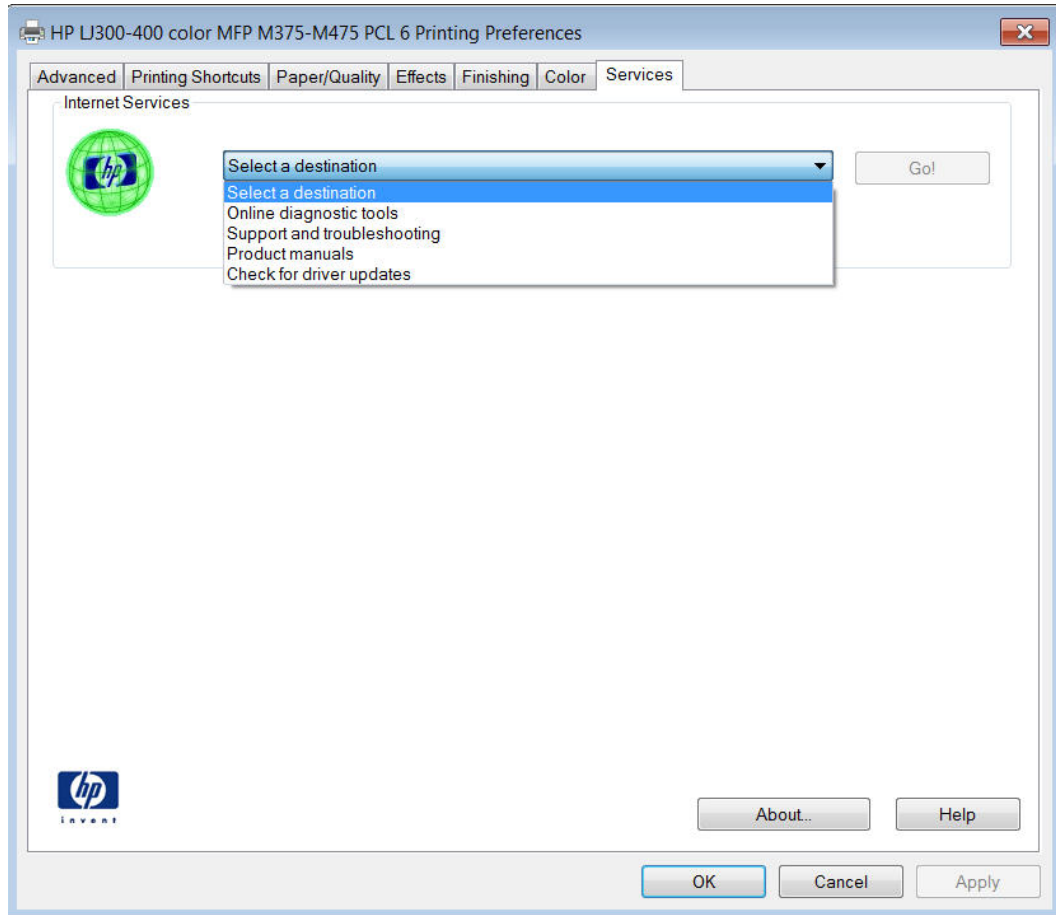 HP LJ300-400 color MFP M375-M475 PCL 6 Printing Preferences
Advanced Printing Shortcuts Paper/Quality Effects Finishing Color Services
Internet Services
hp
Select a destination
Go!
Select a destination
Online diagnostic tools
Support and troubleshooting
Product manuals
Check for driver updates
hp
invent
About...
Help
OK
Cancel
Apply